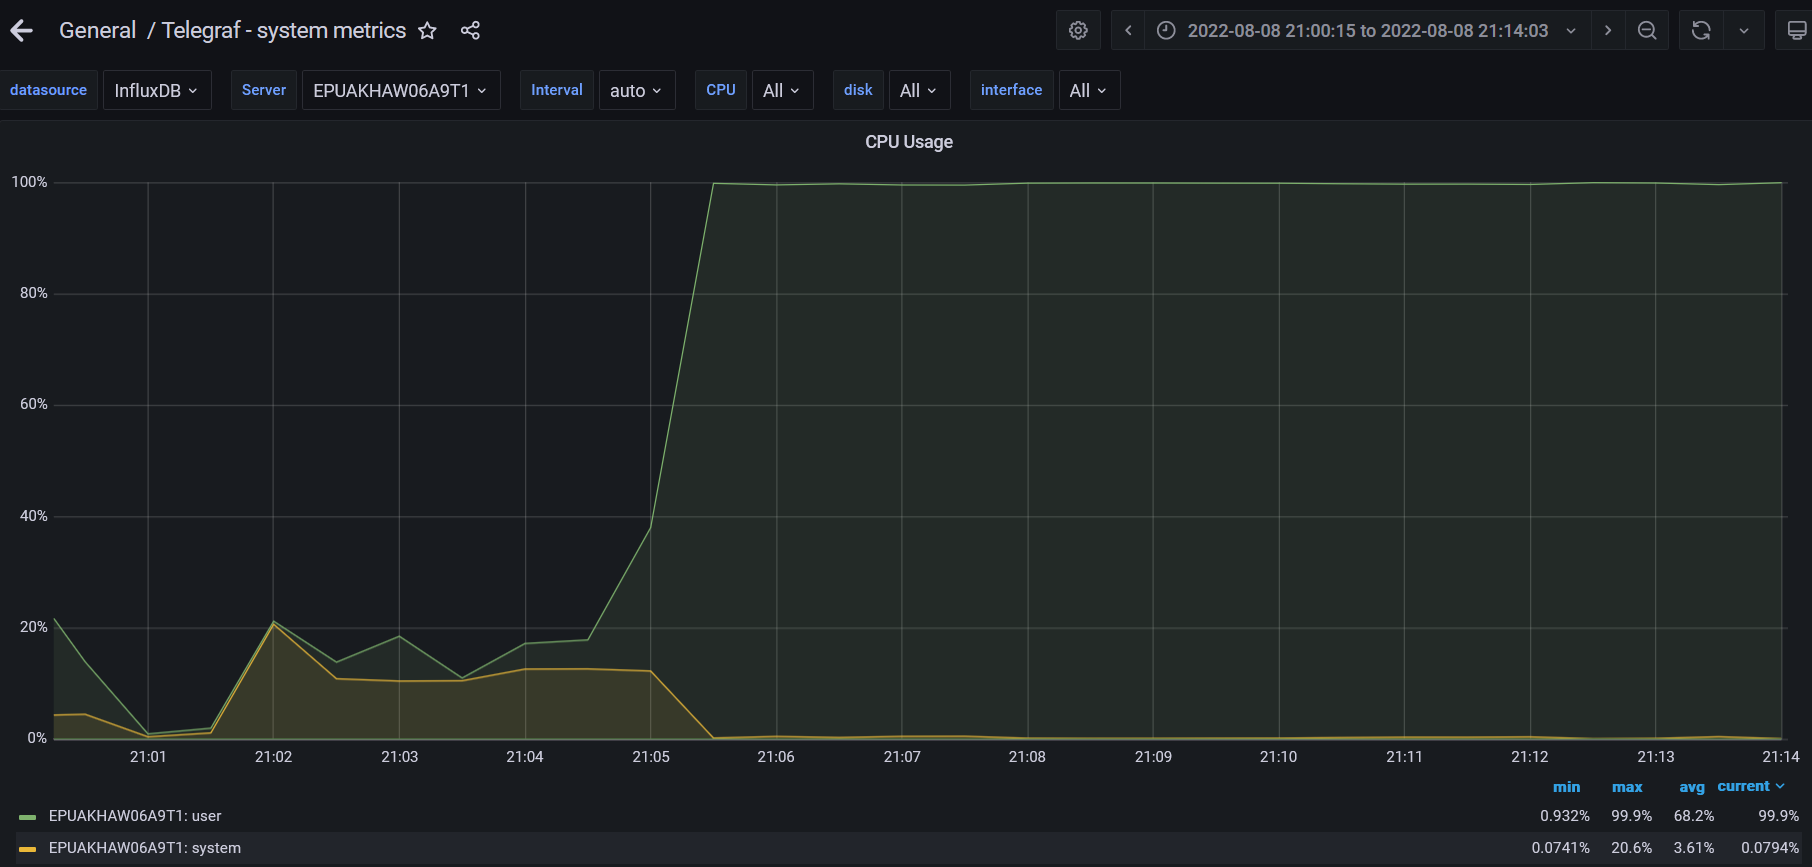 General / Telegraf - system metrics
2022-08-08 21:00:15 to 2022-08-08 21:14:03
datasource InfluxDB Server EPUAKHAW06A9T1 Interval auto CPU All disk All interface All
CPU Usage
100%
80%
60%
40%
20%
0%
21:01 21:02 21:03 21:04 21:05 21:06 21:07 21:08 21:09 21:10 21:11 21:12 21:13 21:14
min max avg current
EPUAKHAW06A9T1: user 0.932% 99.9% 68.2% 99.9%
EPUAKHAW06A9T1: system 0.0741% 20.6% 3.61% 0.0794%